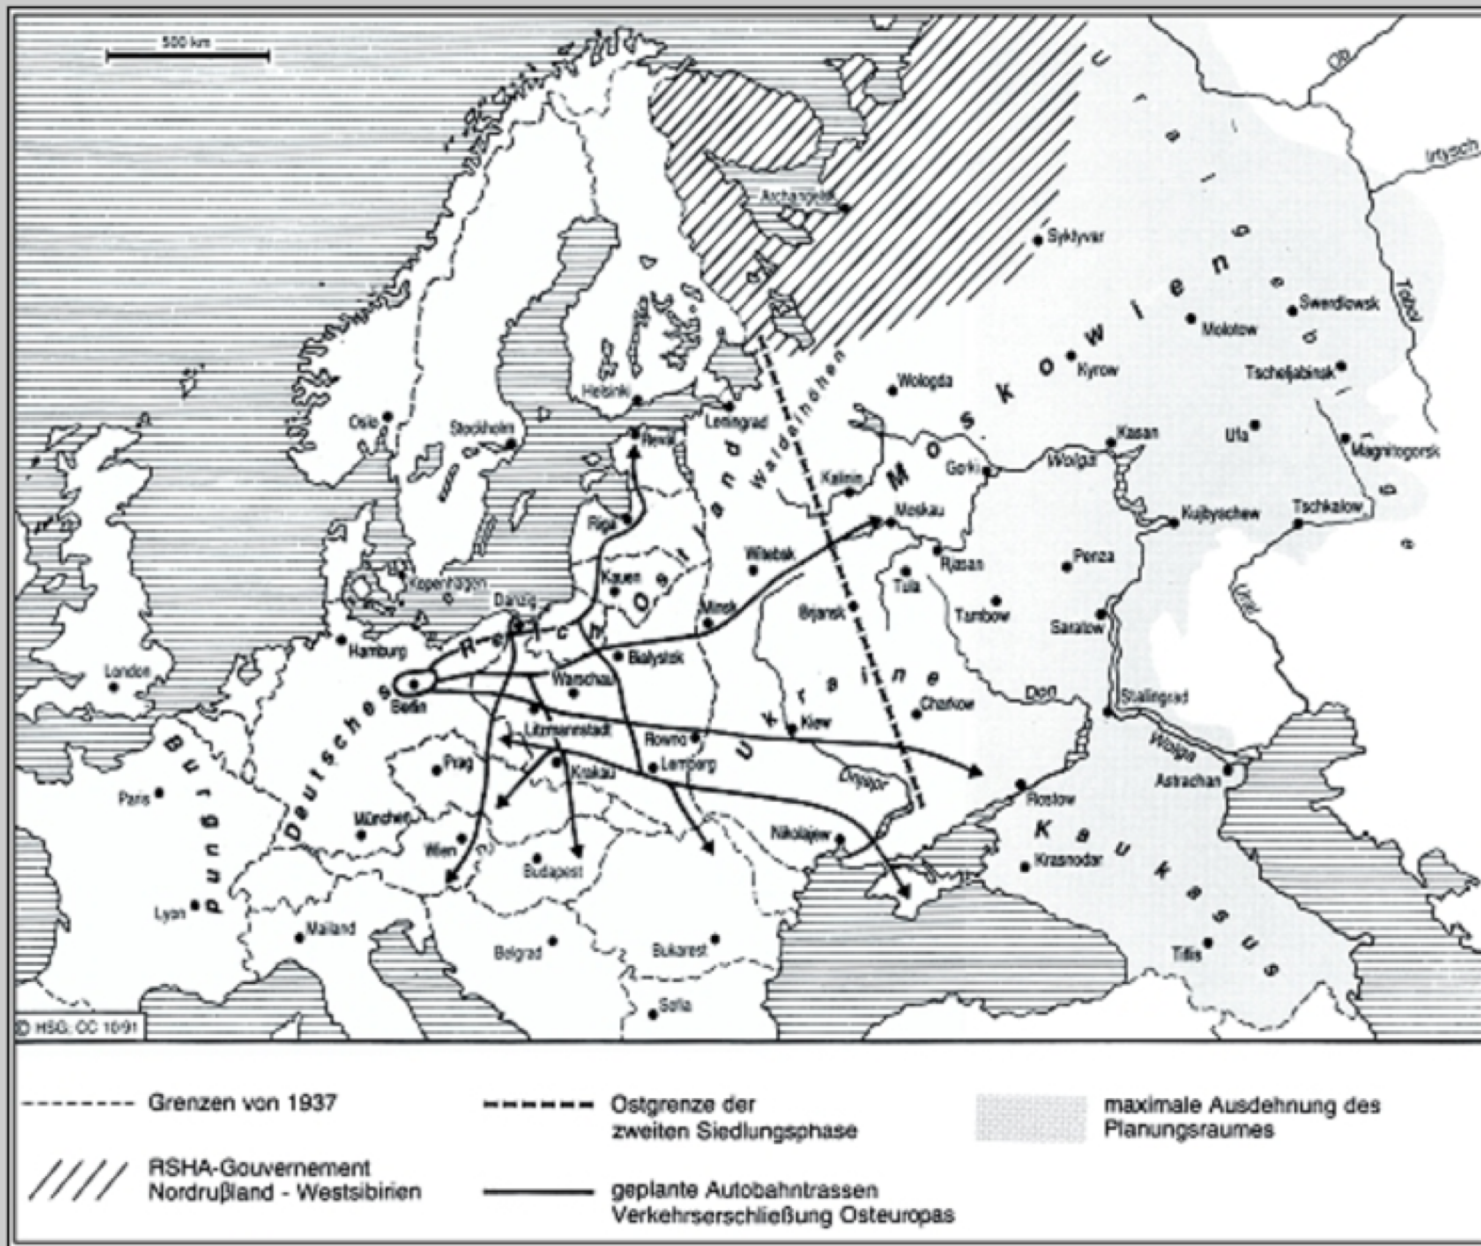 500 km
Ob
Irtysch
Ural
gebirge
Archangelsk
Syktyvar
Tobol
Swerdlowsk
Molotow
Moskowien
Kyrow
Tscheljabinsk
Waldaihöhen
Wologda
Helsinki
Leningrad
Oslo
Stockholm
Reval
Kasan
Ufa
Magnitogorsk
Gorki
Wolga
Kalinin
Moskau
Kujbyschew
Tschkalow
Riga
Ostland
Witebsk
Rjasan
Penza
Kopenhagen
Kauen
Tula
Ural
Danzig
Minsk
Brjansk
Tambow
Saratow
Hamburg
Deutsches Reich
Bialystok
London
Warschau
Ukraine
Don
Stalingrad
Berlin
Charkow
Litzmannstadt
Kiew
Rowno
Wolga
Burgund
Prag
Krakau
Lemberg
Dnjepr
Astrachan
Paris
Rostow
München
Wien
Nikolajew
Kaukasus
Budapest
Krasnodar
Lyon
Mailand
Belgrad
Bukarest
Tiflis
Sofia
© HSG; CC 10/91
Grenzen von 1937
RSHA-Gouvernement
Nordrußland - Westsibirien
Ostgrenze der
zweiten Siedlungsphase
geplante Autobahntrassen
Verkehrserschließung Osteuropas
maximale Ausdehnung des
Planungsraumes